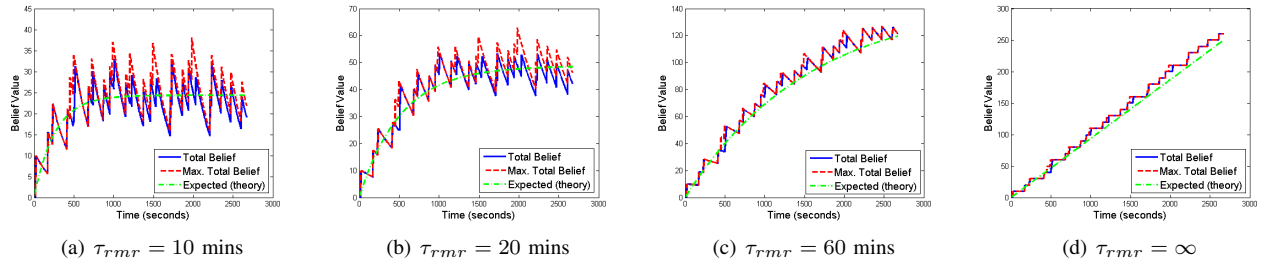 45
40
35
30
25
20
15
10
5
0
Belief Value
0 500 1000 1500 2000 2500 3000
Time (seconds)
Total Belief
Max. Total Belief
Expected (theory)
(a) τrmr = 10 mins
70
60
50
40
30
20
10
0
Belief Value
0 500 1000 1500 2000 2500 3000
Time (seconds)
Total Belief
Max. Total Belief
Expected (theory)
(b) τrmr = 20 mins
140
120
100
80
60
40
20
0
Belief Value
0 500 1000 1500 2000 2500 3000
Time (seconds)
Total Belief
Max. Total Belief
Expected (theory)
(c) τrmr = 60 mins
300
250
200
150
100
50
0
Belief Value
0 500 1000 1500 2000 2500 3000
Time (seconds)
Total Belief
Max. Total Belief
Expected (theory)
(d) τrmr = ∞